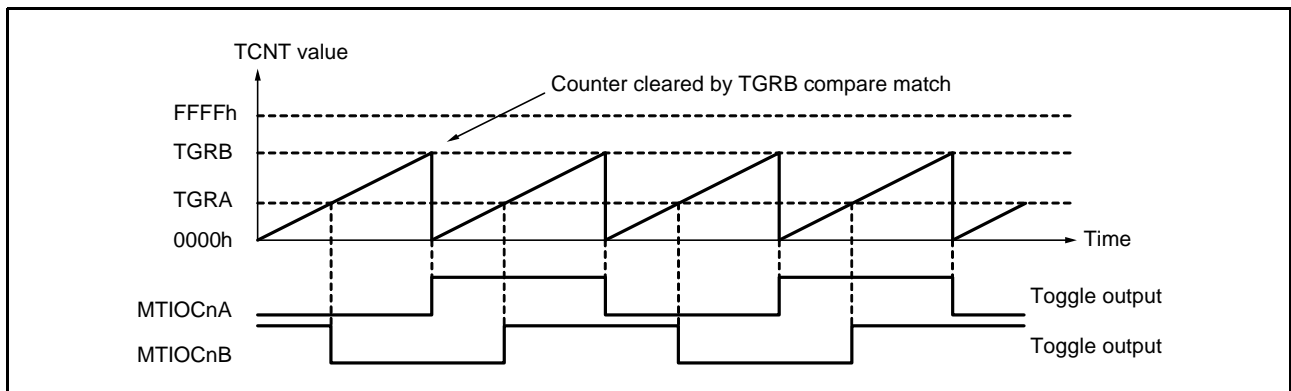 TCNT value
Counter cleared by TGRB compare match
FFFFh
TGRB
TGRA
0000h
Time
MTIOCnA
Toggle output
MTIOCnB
Toggle output